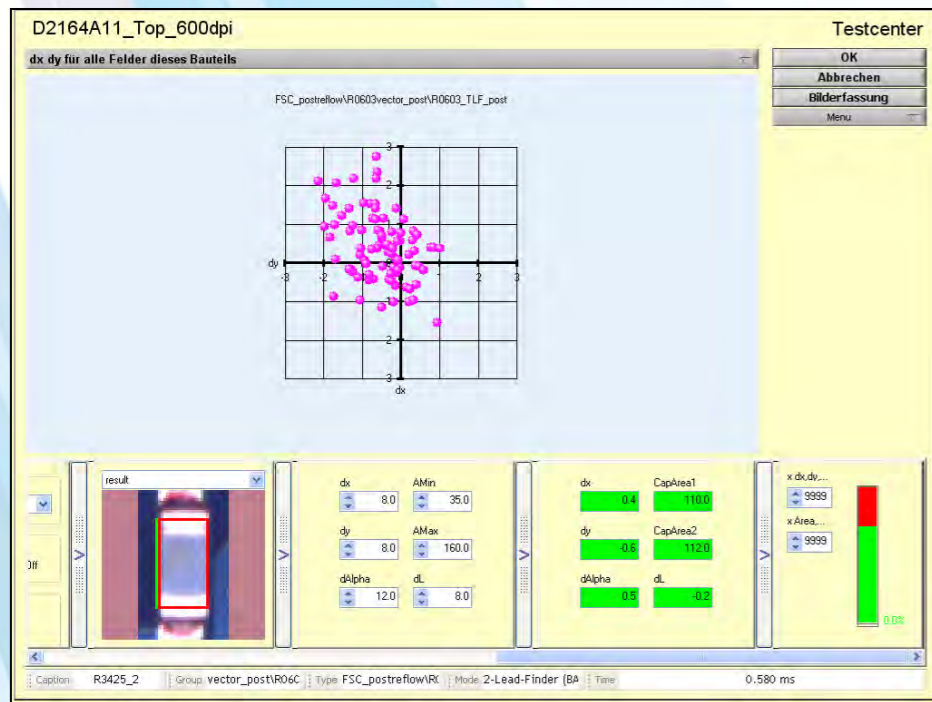 D2164A11_Top_600dpi
Testcenter
dx dy für alle Felder dieses Bauteils
OK
Abbrechen
Bilderfassung
Menu
FSC_postreflow\R0603vector_post\R0603_TLF_post
3
2
dy -3 -2 0 1 2 3
1
2
3
dx
result
dx AMin
8.0 35.0
dy AMax
8.0 160.0
dAlpha dL
12.0 8.0
dx CapArea1
0.4 110.0
dy CapArea2
-0.6 112.0
dAlpha dL
0.5 -0.2
x dx,dy,...
9999
x Area,...
9999
0.0%
Caption R3425_2 Group vector_post\R06C Type FSC_postreflow\R( Mode 2-Lead-Finder (BA Time 0.580 ms